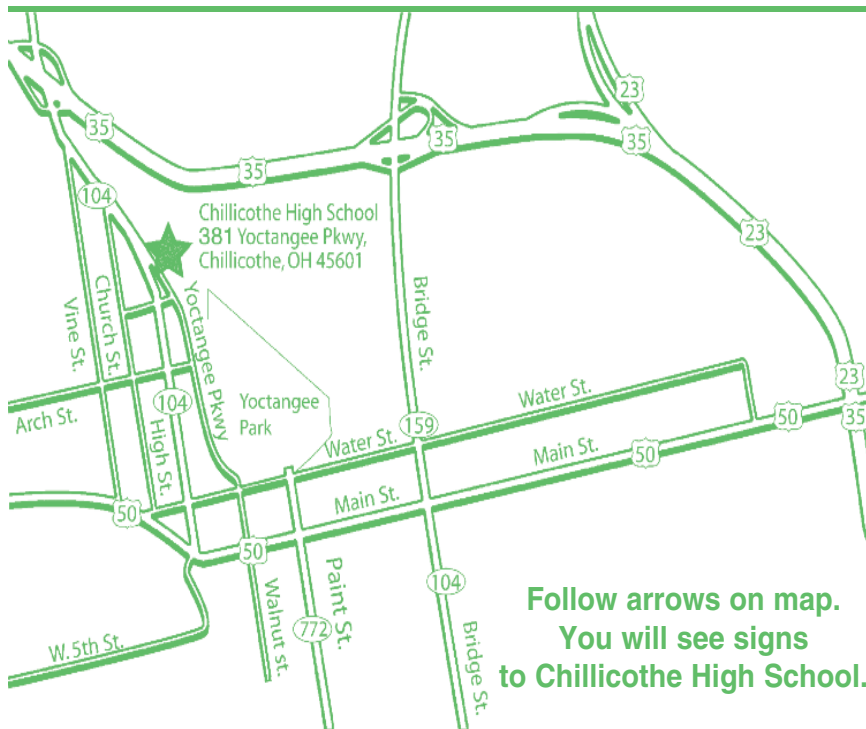 23
35
35
35
104
Chillicothe High School
381 Yoctangee Pkwy,
Chillicothe, OH 45601
23
Bridge St.
Church St.
Vine St.
Yoctangee Pkwy
23
Water St.
Yoctangee
Park
104
Arch St.
High St.
159
Water St.
50
35
Main St.
50
Main St.
50
50
Paint St.
Walnut st.
104
772
Bridge St.
W. 5th St.
Follow arrows on map.
You will see signs
to Chillicothe High School.